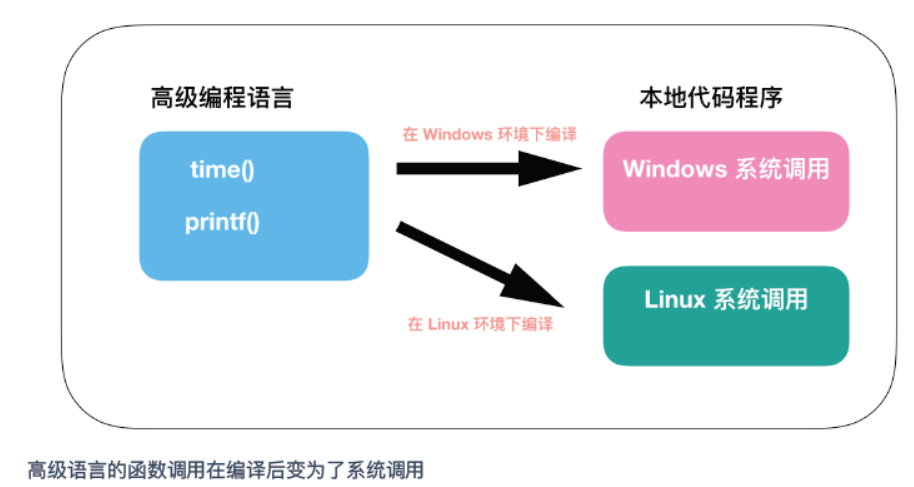 高级编程语言
本地代码程序
在 Windows 环境下编译
time()
Windows 系统调用
printf()
Linux 系统调用
在 Linux 环境下编译
高级语言的函数调用在编译后变为了系统调用